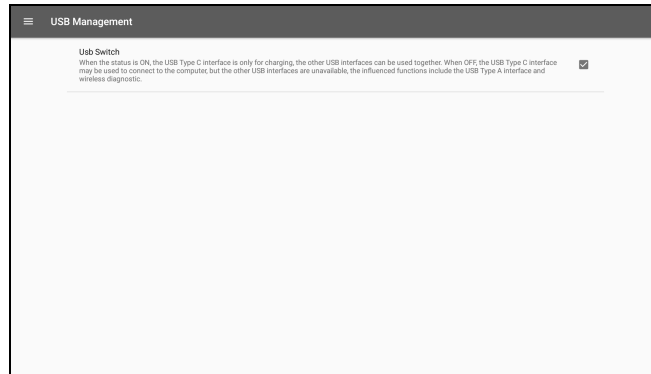 USB Management
Usb Switch
When the status is ON, the USB Type C interface is only for charging, the other USB interfaces can be used together. When OFF, the USB Type C interface
may be used to connect to the computer, but the other USB interfaces are unavailable, the influenced functions include the USB Type A interface and
wireless diagnostic.